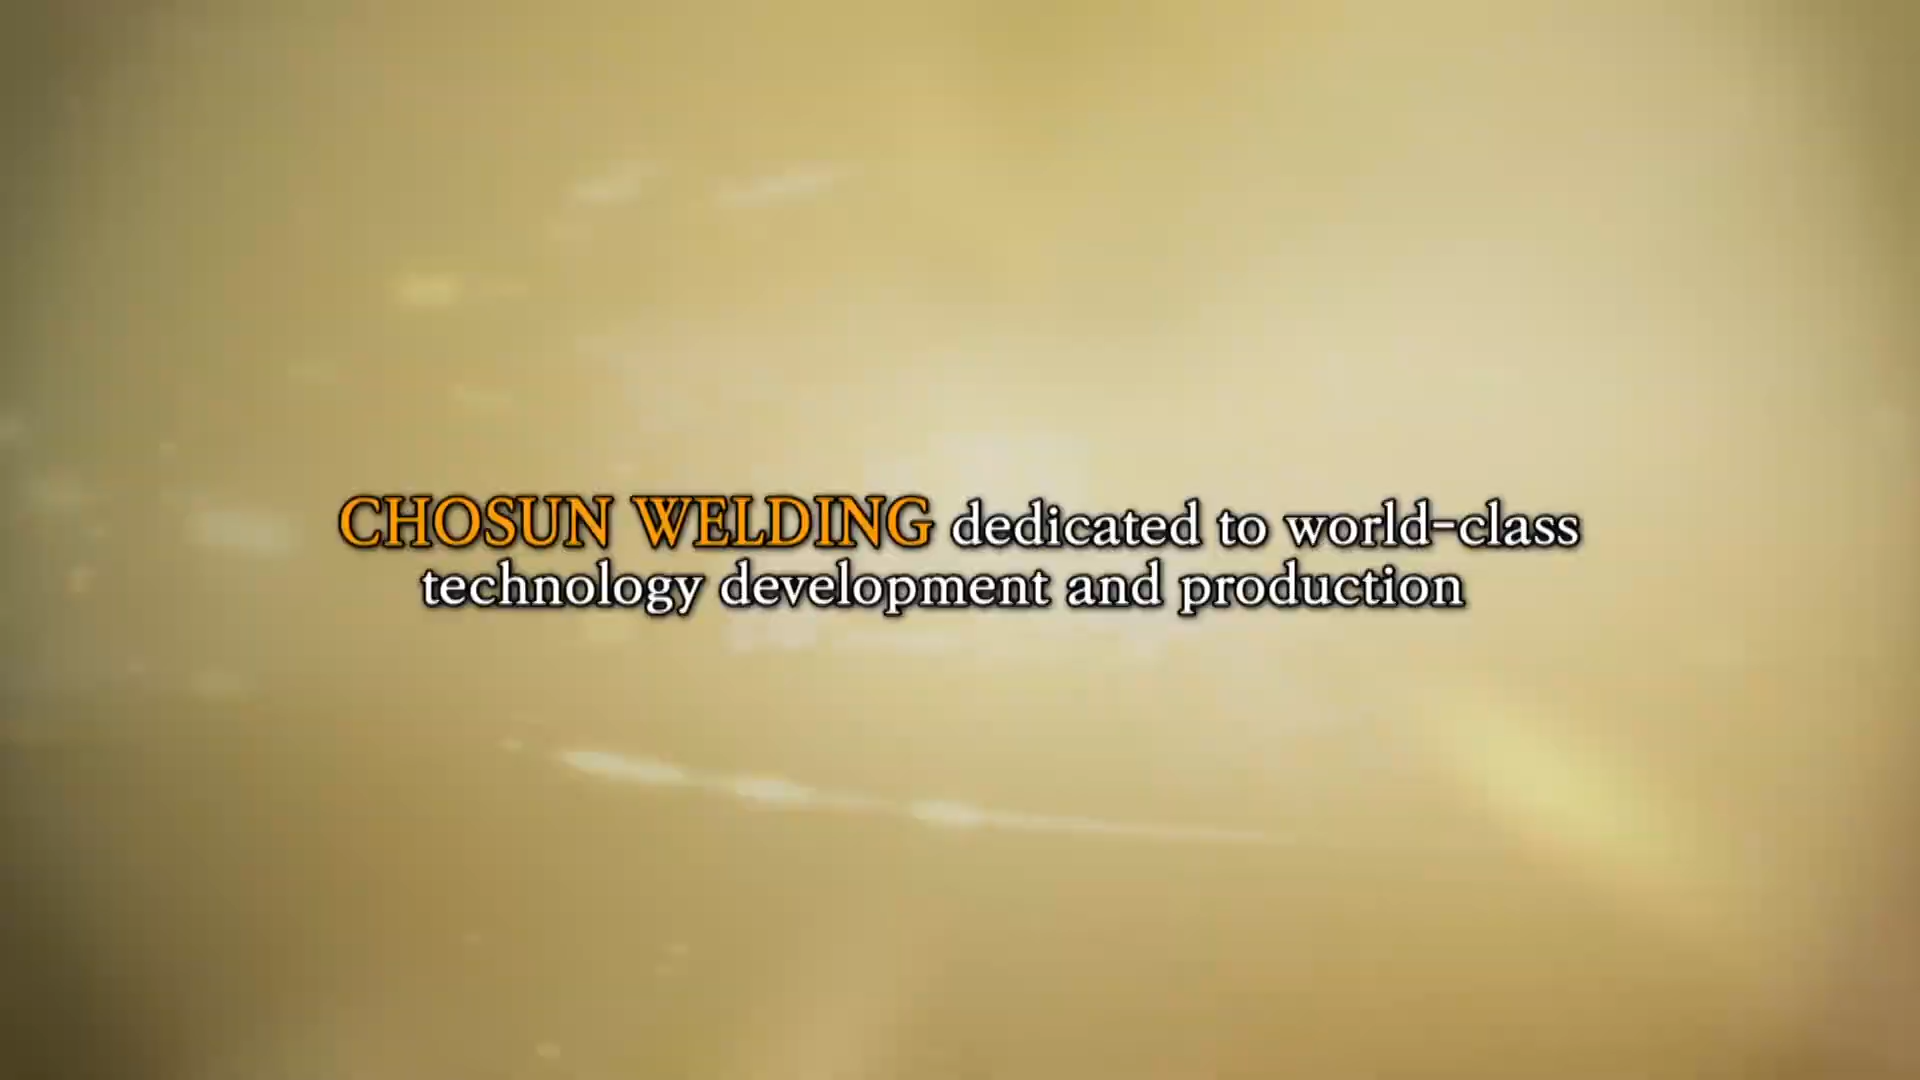 CHOSUN WELDING dedicated to world-class
technology development and production